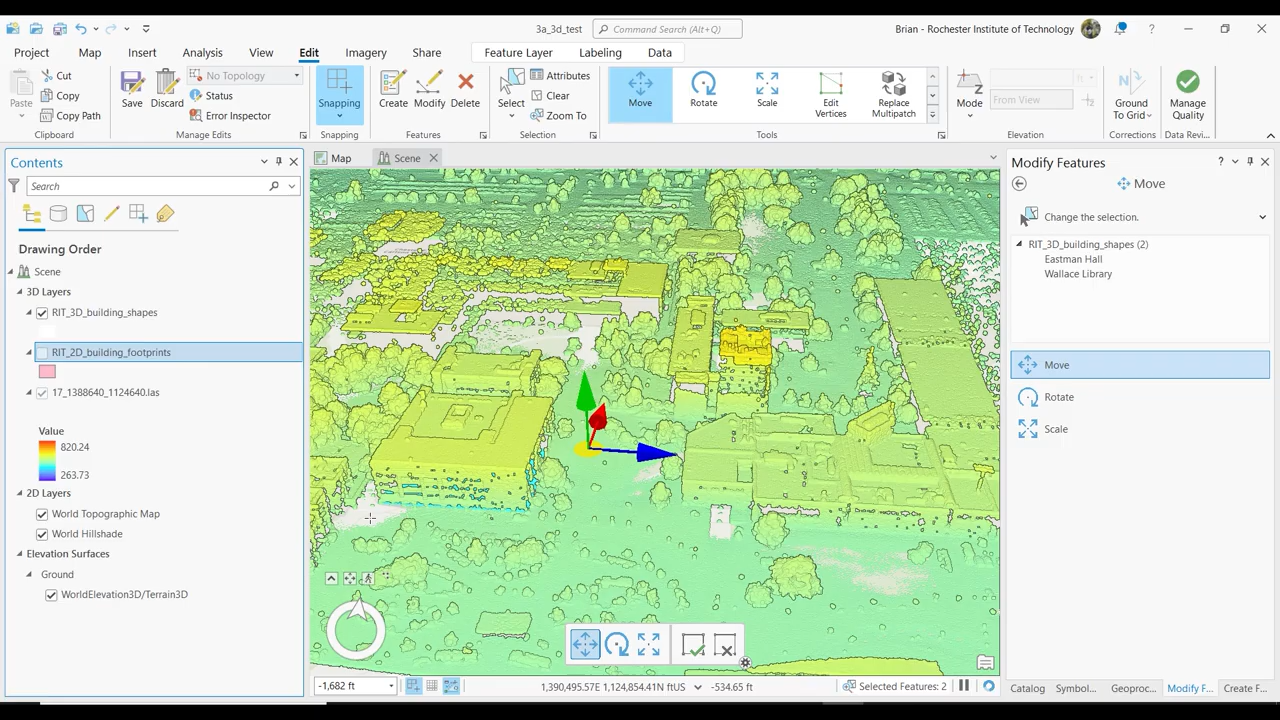 3a_3d_test
Command Search (Alt+Q)
Brian - Rochester Institute of Technology
?
Project
Map
Insert
Analysis
View
Edit
Imagery
Share
Feature Layer
Labeling
Data
Paste
Cut
Copy
Copy Path
Clipboard
Save
Discard
No Topology
Status
Error Inspector
Manage Edits
Snapping
Snapping
Create
Modify
Delete
Features
Select
Attributes
Clear
Zoom To
Selection
Move
Rotate
Scale
Edit
Vertices
Replace
Multipatch
Tools
Mode
ft
From View
Elevation
Ground
To Grid
Corrections
Manage
Quality
Data Revi...
Contents
Search
Drawing Order
Scene
3D Layers
RIT_3D_building_shapes
RIT_2D_building_footprints
17_1388640_1124640.las
Value
820.24
263.73
2D Layers
World Topographic Map
World Hillshade
Elevation Surfaces
Ground
WorldElevation3D/Terrain3D
Map
Scene
-1,682 ft
1,390,495.57E 1,124,854.41N ftUS
-534.65 ft
Selected Features: 2
Modify Features
?
Move
Change the selection.
RIT_3D_building_shapes (2)
Eastman Hall
Wallace Library
Move
Rotate
Scale
Catalog
Symbol...
Geoproc...
Modify F...
Create F...